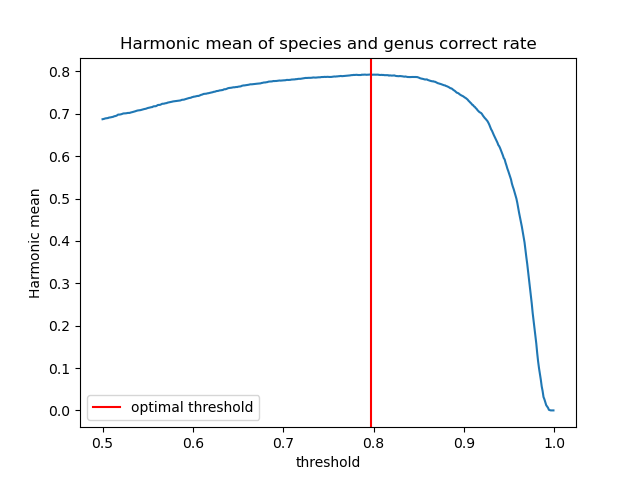 Harmonic mean of species and genus correct rate
0.8
0.7
0.6
0.5
0.4
0.3
0.2
0.1
0.0
Harmonic mean
optimal threshold
0.5 0.6 0.7 0.8 0.9 1.0
threshold